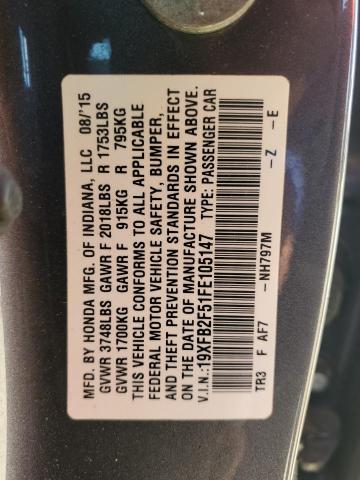 MFD. BY HONDA MFG. OF INDIANA, LLC 08/'15
GVWR 3748LBS GAWR F 2018LBS R 1753LBS
GVWR 1700KG GAWR F 915KG R 795KG
THIS VEHICLE CONFORMS TO ALL APPLICABLE
FEDERAL MOTOR VEHICLE SAFETY, BUMPER,
AND THEFT PREVENTION STANDARDS IN EFFECT
ON THE DATE OF MANUFACTURE SHOWN ABOVE.
V.I.N.:19XFB2F51FE105147 TYPE: PASSENGER CAR
TR3 F AF7 -NH797M -Z -E